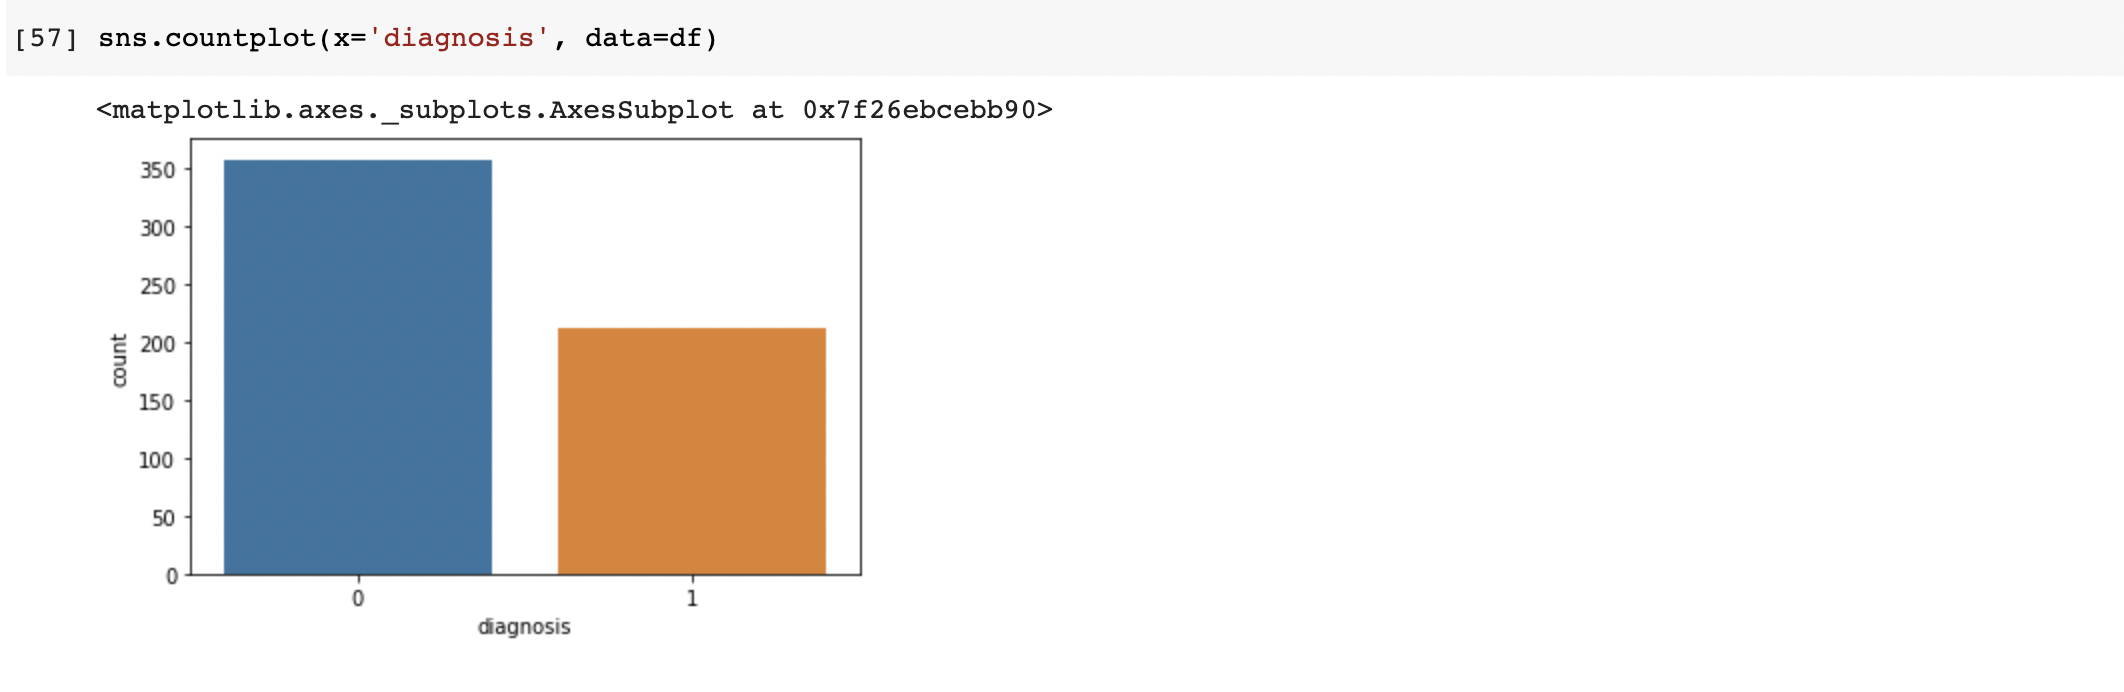 [57] sns.countplot(x='diagnosis', data=df)
<matplotlib.axes._subplots.AxesSubplot at 0x7f26ebcebb90>
350
300
250
200
150
100
50
0
count
0 1
diagnosis